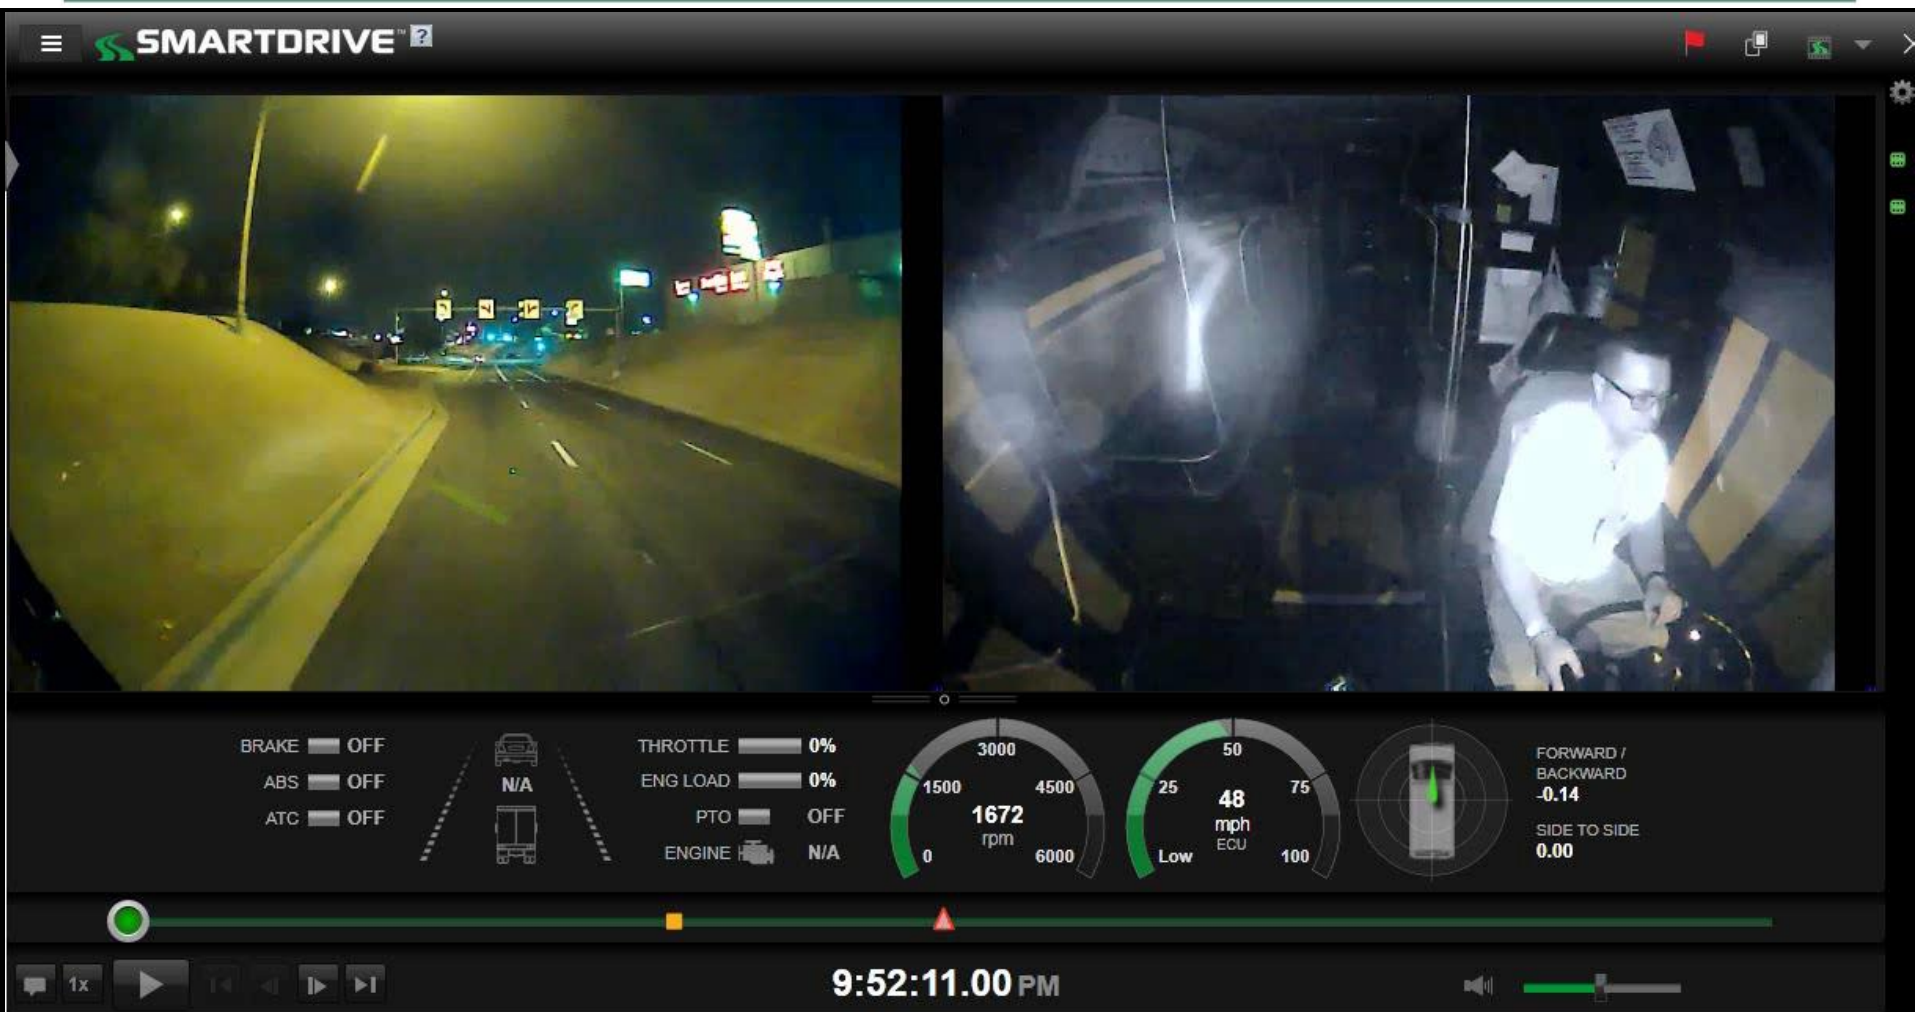 SMARTDRIVE™ ?
BRAKE OFF
ABS OFF
ATC OFF
N/A
THROTTLE 0%
ENG LOAD 0%
PTO OFF
ENGINE N/A
3000
1500 4500
1672
rpm
0 6000
50
25 75
48
mph
ECU
Low 100
FORWARD /
BACKWARD
-0.14
SIDE TO SIDE
0.00
1x
9:52:11.00 PM